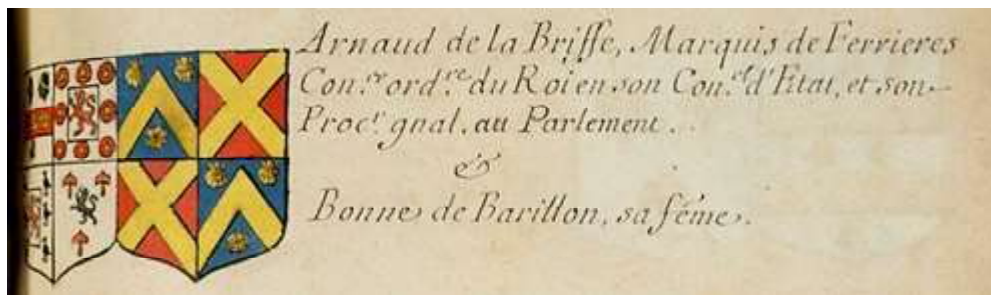 Arnaud de la Briffe, Marquis de Ferrieres
Con.er ord.re du Roi en son Con.el d'Etat, et son
Proc.r gnal. au Parlement.
&
Bonne de Barillon, sa féme.